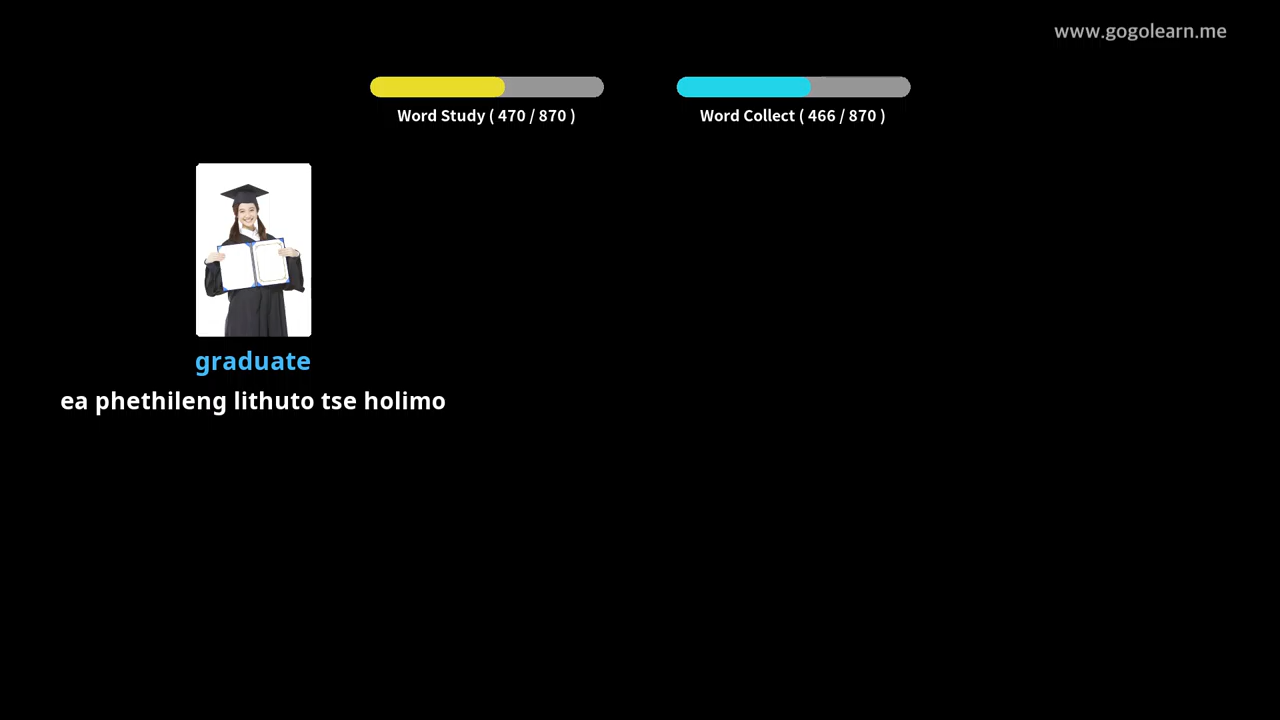 www.gogolearn.me
Word Study ( 470 / 870 )
Word Collect ( 466 / 870 )
graduate
ea phethileng lithuto tse holimo